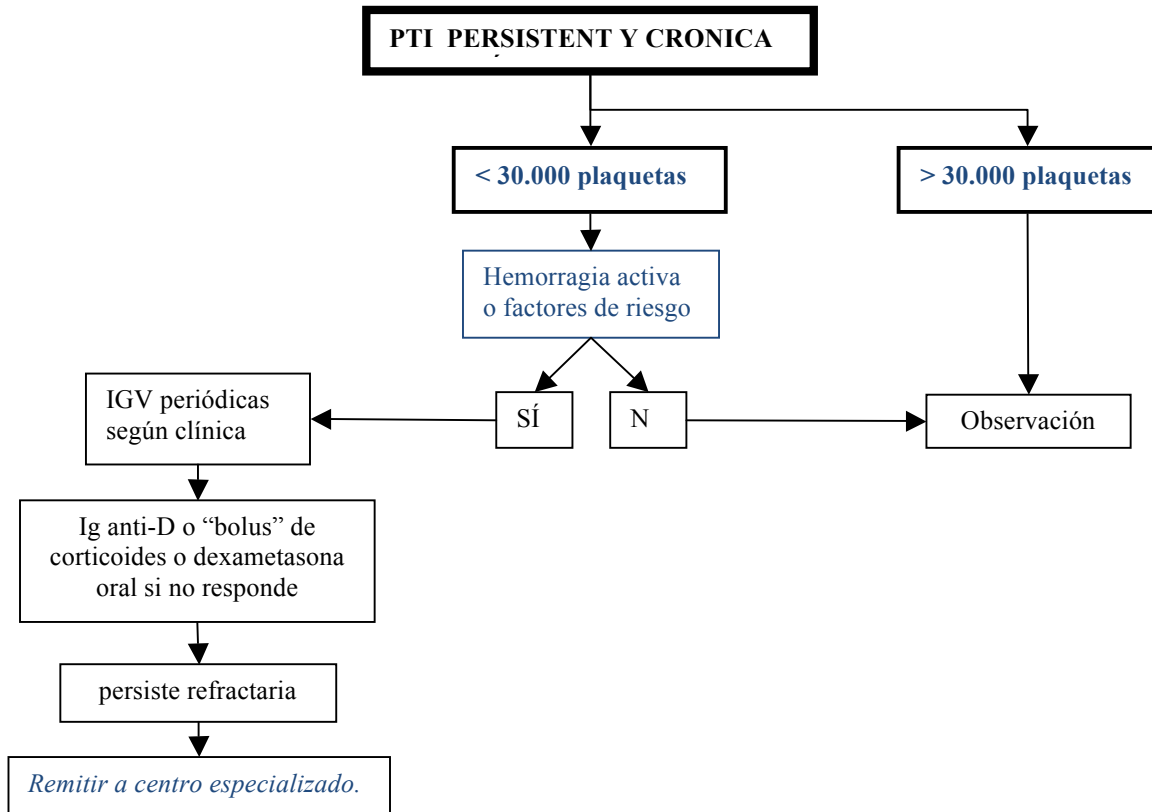 PTI PERSISTENT Y CRONICA
< 30.000 plaquetas
> 30.000 plaquetas
Hemorragia activa
o factores de riesgo
IGV periódicas
según clínica
SÍ
N
Observación
Ig anti-D o “bolus” de
corticoides o dexametasona
oral si no responde
persiste refractaria
Remitir a centro especializado.